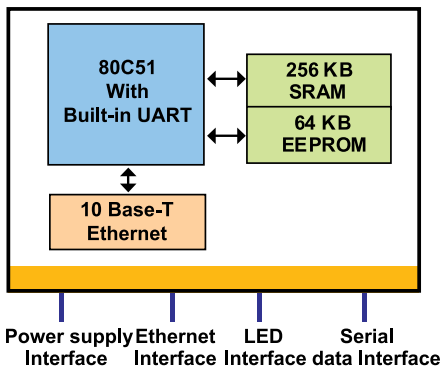 80C51
With
Built-in UART
256 KB
SRAM
64 KB
EEPROM
10 Base-T
Ethernet
Power supply
Interface
Ethernet
Interface
LED
Interface
Serial
data Interface